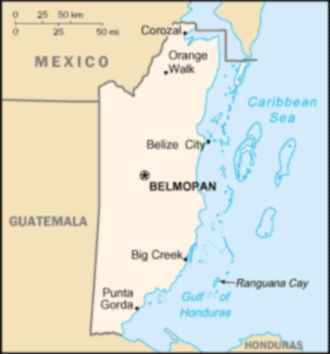 0 25 50 km
0 25 50 mi
Corozal
MEXICO
Orange
Walk
Caribbean
Sea
Belize City
BELMOPAN
GUATEMALA
Big Creek
Ranguana Cay
Punta
Gorda
Gulf of
Honduras
HONDURAS